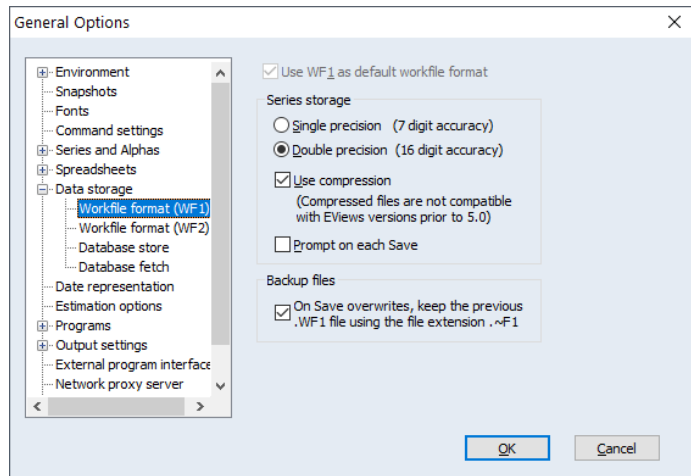 General Options
Environment
Snapshots
Fonts
Command settings
Series and Alphas
Spreadsheets
Data storage
Workfile format (WF1)
Workfile format (WF2)
Database store
Database fetch
Date representation
Estimation options
Programs
Output settings
External program interface
Network proxy server
Use WF1 as default workfile format
Series storage
Single precision (7 digit accuracy)
Double precision (16 digit accuracy)
Use compression
(Compressed files are not compatible
with EViews versions prior to 5.0)
Prompt on each Save
Backup files
On Save overwrites, keep the previous
.WF1 file using the file extension .~F1
OK
Cancel